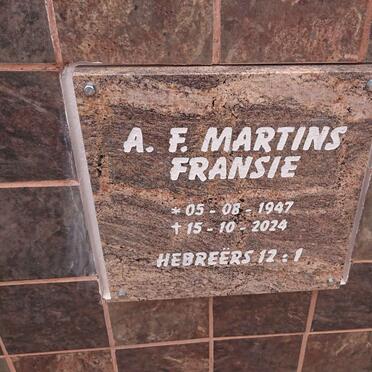 A. F. MARTINS
FRANSIE
* 05 - 08 - 1947
† 15 - 10 - 2024
HEBREËRS 12 : 1